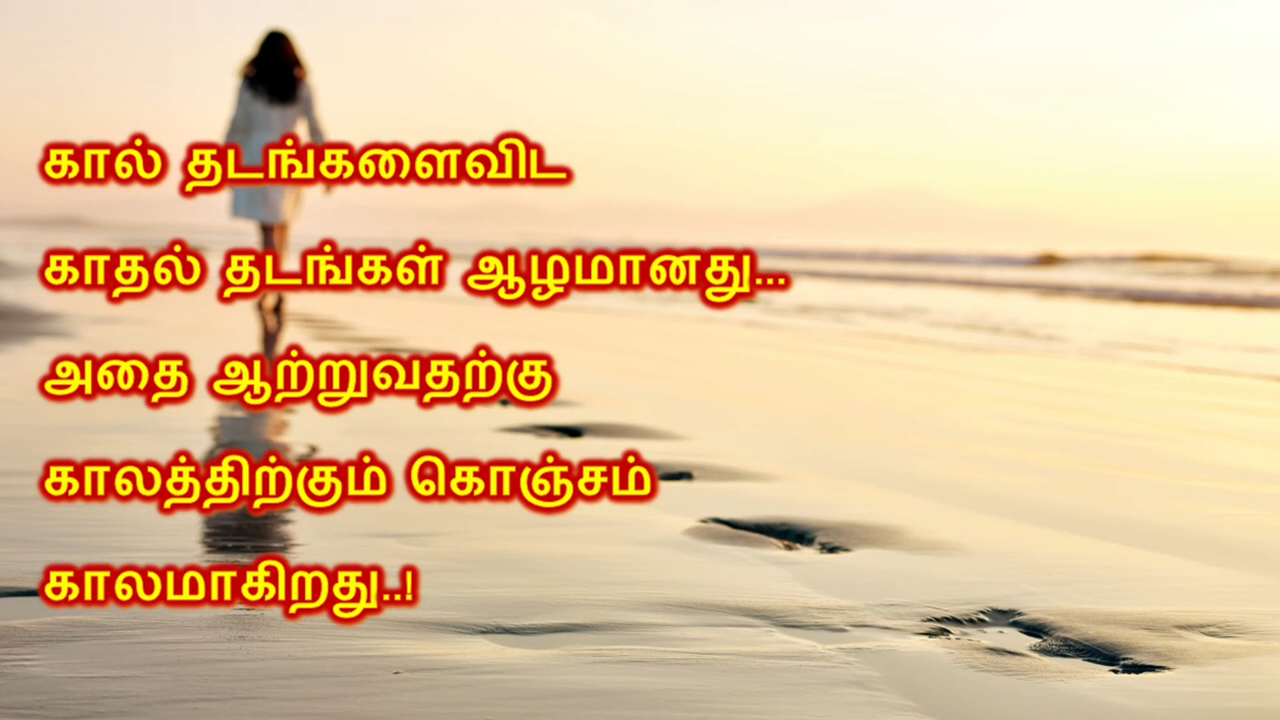 கால் தடங்களைவிட
காதல் தடங்கள் ஆழமானது...
அதை ஆற்றுவதற்கு
காலத்திற்கும் கொஞ்சம்
காலமாகிறது..!